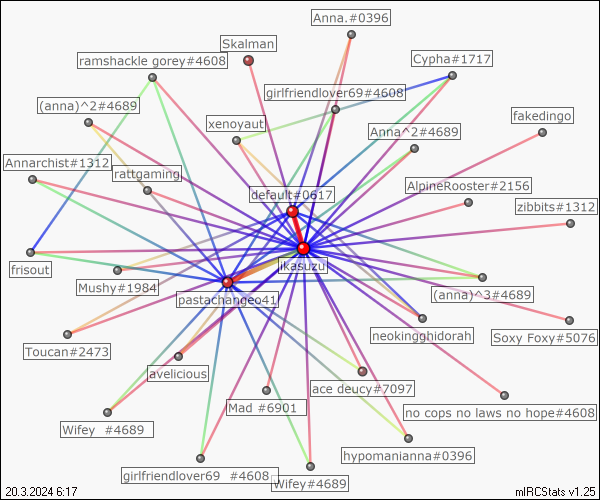 Anna.#0396
Skalman
ramshackle gorey#4608
Cypha#1717
girlfriendlover69#4608
(anna)^2#4689
fakedingo
xenoyaut
Anna^2#4689
Annarchist#1312
rattgaming
AlpineRooster#2156
default#0617
zibbits#1312
jkasuzu
frisout
Mushy#1984
(anna)^3#4689
pastachangeo41
neokingghidorah
Soxy Foxy#5076
Toucan#2473
avelicious
ace deucy#7097
Mad #6901
no cops no laws no hope#4608
Wifey #4689
hypomanianna#0396
girlfriendlover69 #4608
Wifey#4689
20.3.2024 6:17
mIRCStats v1.25